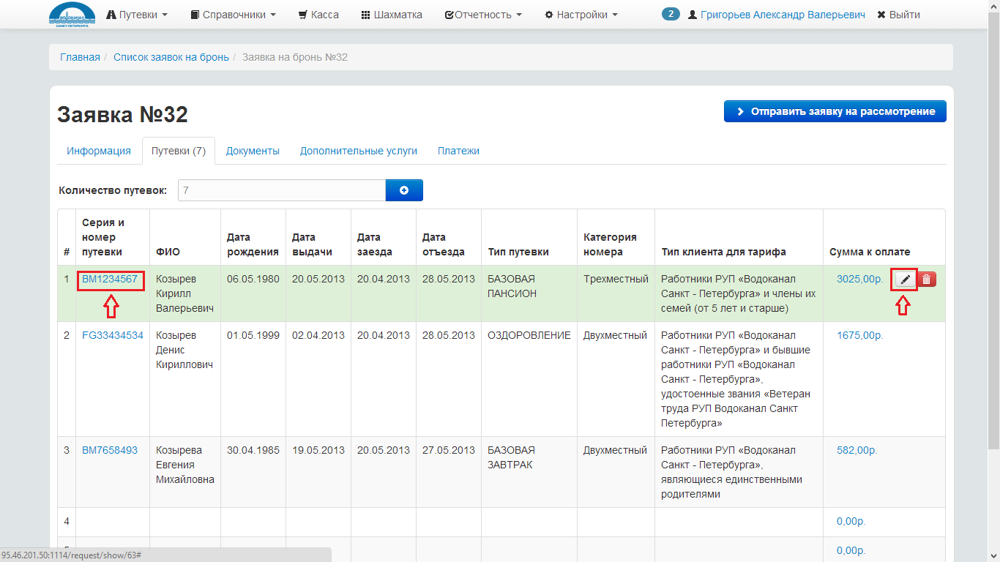 ВОДОКАНАЛ
САНКТ-ПЕТЕРБУРГА
Путевки Справочники Касса Шахматка Отчетность Настройки 2 Григорьев Александр Валерьевич Выйти
Главная / Список заявок на бронь / Заявка на бронь №32
Заявка №32
Отправить заявку на рассмотрение
Информация Путевки (7) Документы Дополнительные услуги Платежи
Количество путевок: 7
# Серия и номер путевки ФИО Дата рождения Дата выдачи Дата заезда Дата отъезда Тип путевки Категория номера Тип клиента для тарифа Сумма к оплате
1 BM1234567 Козырев 06.05.1980 20.05.2013 20.04.2013 28.05.2013 БАЗОВАЯ Трехместный Работники РУП «Водоканал 3025,00р.
Кирилл ПАНСИОН Санкт - Петербурга» и члены их
Валерьевич семей (от 5 лет и старше)
2 FG33434534 Козырев 01.05.1999 02.04.2013 20.04.2013 28.05.2013 ОЗДОРОВЛЕНИЕ Двухместный Работники РУП «Водоканал 1675,00р.
Денис Санкт - Петербурга» и бывшие
Кириллович работники РУП «Водоканал
Санкт - Петербурга»,
удостоенные звания «Ветеран
труда РУП Водоканал Санкт
Петербурга»
3 BM7658493 Козырева 30.04.1985 19.05.2013 20.05.2013 27.05.2013 БАЗОВАЯ Двухместный Работники РУП «Водоканал 582,00р.
Евгения ЗАВТРАК Санкт - Петербурга»,
Михайловна являющиеся единственными
родителями
4 0,00р.
0,00р.
95.46.201.50:1114/request/show/63#